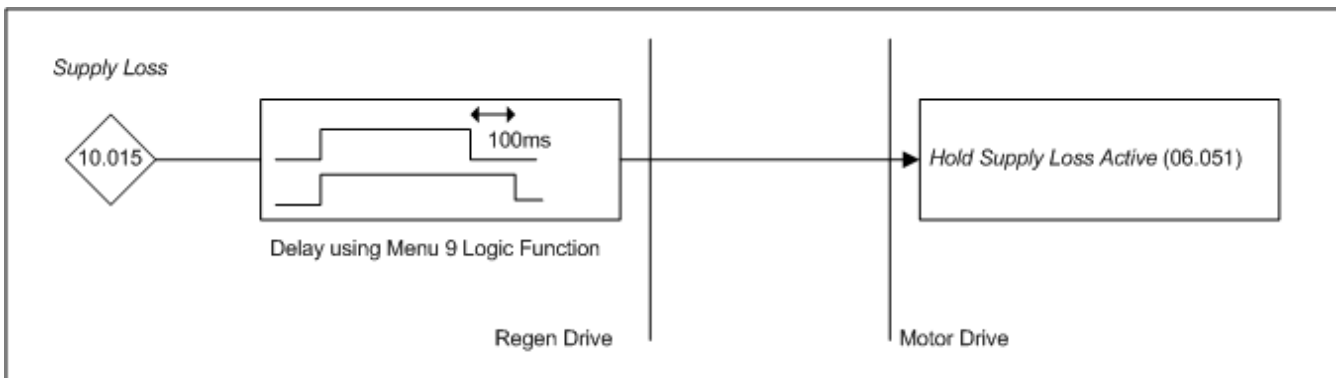 Supply Loss
10.015
100ms
Hold Supply Loss Active (06.051)
Delay using Menu 9 Logic Function
Regen Drive
Motor Drive